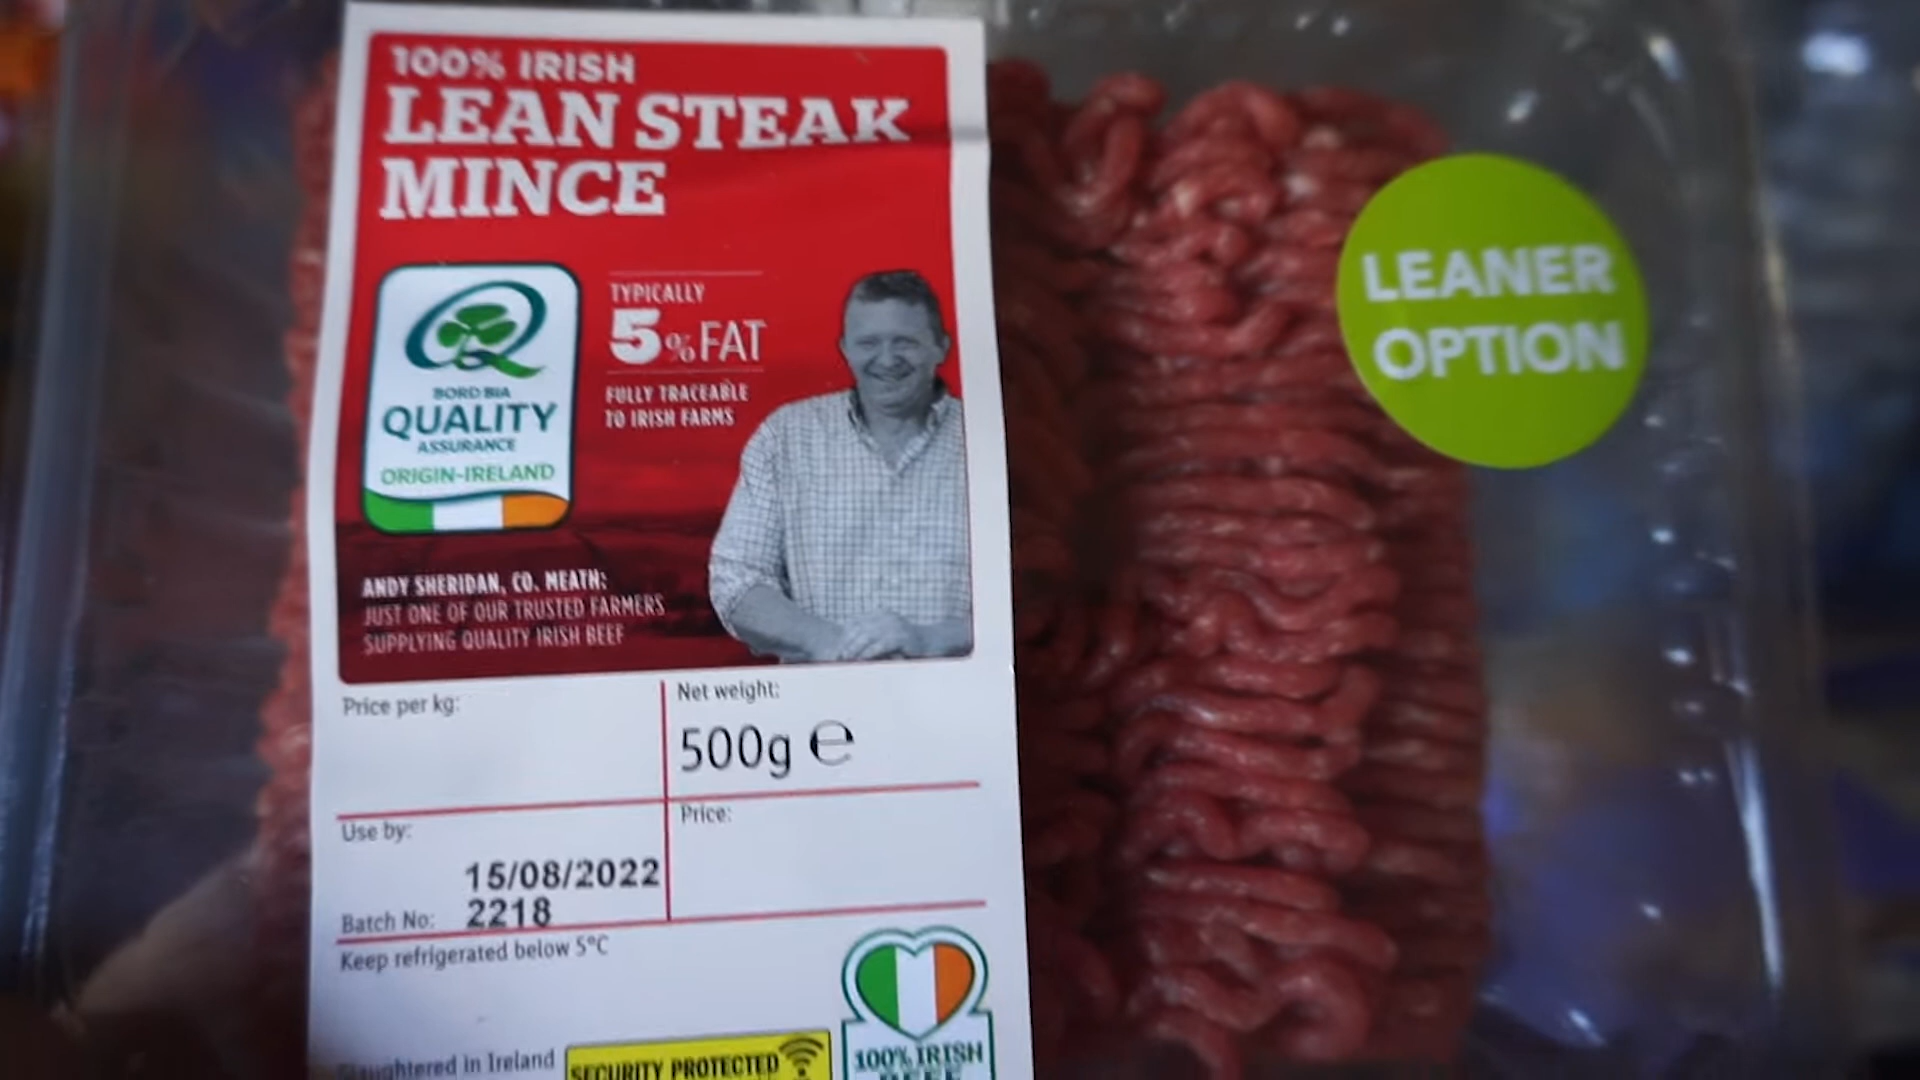 100% IRISH
LEAN STEAK
MINCE
BORD BIA
QUALITY
ASSURANCE
ORIGIN-IRELAND
TYPICALLY
5% FAT
FULLY TRACEABLE
TO IRISH FARMS
ANDY SHERIDAN, CO. MEATH:
JUST ONE OF OUR TRUSTED FARMERS
SUPPLYING QUALITY IRISH BEEF
LEANER
OPTION
Price per kg:
Net weight:
500g ℮
Use by:
15/08/2022
Price:
Batch No: 2218
Keep refrigerated below 5°C
Slaughtered in Ireland
SECURITY PROTECTED
100% IRISH
BEEF